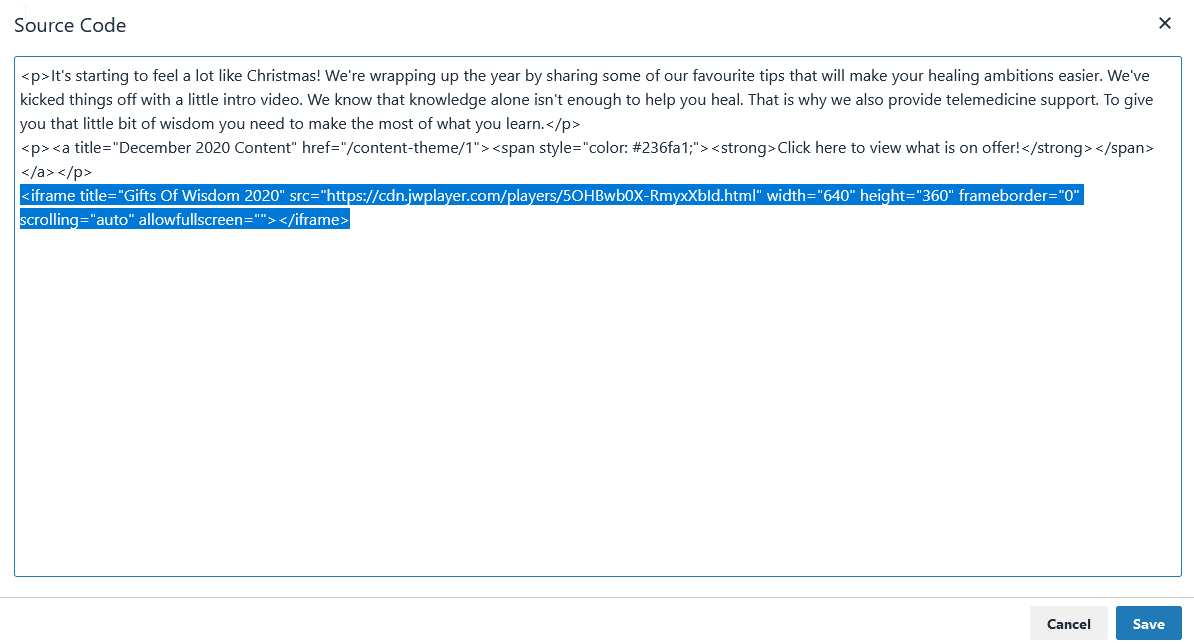 Source Code
<p>It's starting to feel a lot like Christmas! We're wrapping up the year by sharing some of our favourite tips that will make your healing ambitions easier. We've
kicked things off with a little intro video. We know that knowledge alone isn't enough to help you heal. That is why we also provide telemedicine support. To give
you that little bit of wisdom you need to make the most of what you learn.</p>
<p><a title="December 2020 Content" href="/content-theme/1"><span style="color: #236fa1;"><strong>Click here to view what is on offer!</strong></span>
</a></p>
<iframe title="Gifts Of Wisdom 2020" src="https://cdn.jwplayer.com/players/5OHBwb0X-RmyxXbId.html" width="640" height="360" frameborder="0"
scrolling="auto" allowfullscreen=""></iframe>
Cancel
Save